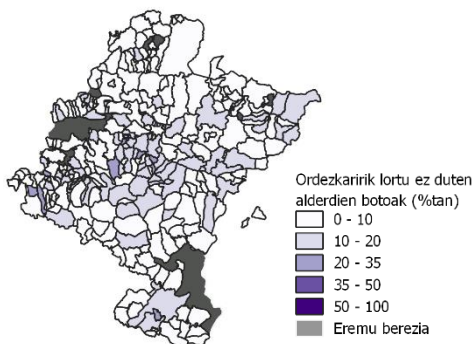 Ordezkaririk lortu ez duten
alderdien botoak (%tan)
0 - 10
10 - 20
20 - 35
35 - 50
50 - 100
Eremu berezia